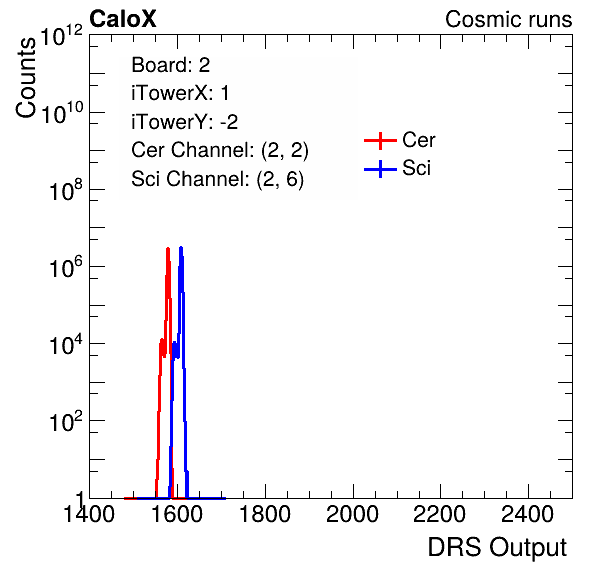 CaloX Cosmic runs
Counts
10^12
10^10
10^8
10^6
10^4
10^2
1
Board: 2
iTowerX: 1
iTowerY: -2
Cer Channel: (2, 2)
Sci Channel: (2, 6)
Cer
Sci
1400 1600 1800 2000 2200 2400
DRS Output